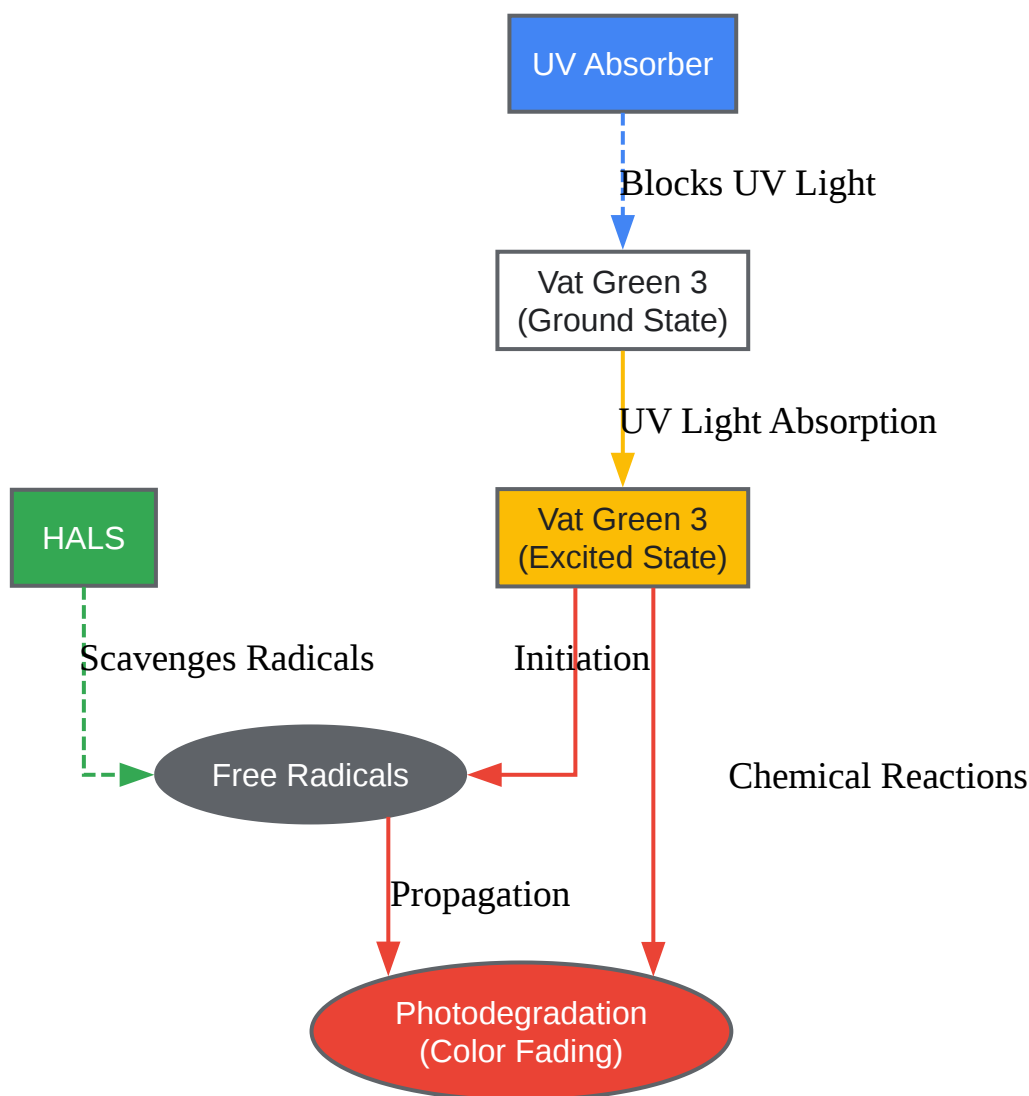 UV Absorber
Blocks UV Light
Vat Green 3
(Ground State)
UV Light Absorption
HALS
Vat Green 3
(Excited State)
Scavenges Radicals
Initiation
Free Radicals
Chemical Reactions
Propagation
Photodegradation
(Color Fading)